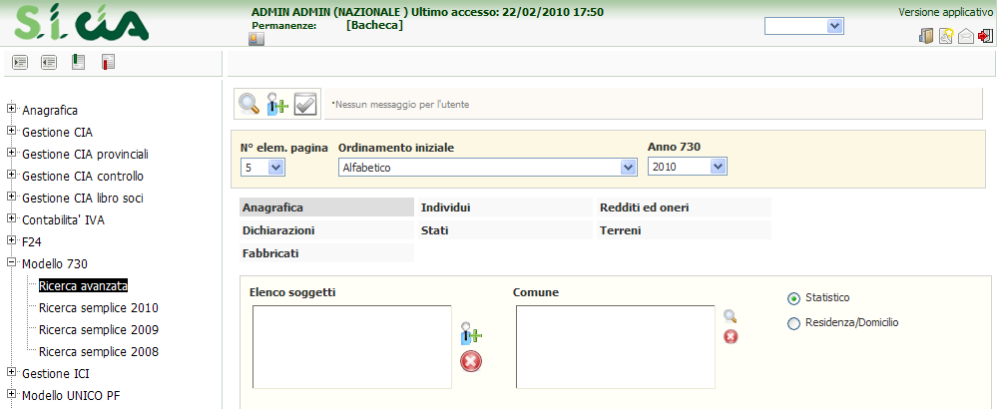 S.I. CIA
ADMIN ADMIN (NAZIONALE ) Ultimo accesso: 22/02/2010 17:50
Permanenze: [Bacheca]
Versione applicativo
Anagrafica
Gestione CIA
Gestione CIA provinciali
Gestione CIA controllo
Gestione CIA libro soci
Contabilita' IVA
F24
Modello 730
Ricerca avanzata
Ricerca semplice 2010
Ricerca semplice 2009
Ricerca semplice 2008
Gestione ICI
Modello UNICO PF
Nessun messaggio per l'utente
N° elem. pagina Ordinamento iniziale Anno 730
5 Alfabetico 2010
Anagrafica Individui Redditi ed oneri
Dichiarazioni Stati Terreni
Fabbricati
Elenco soggetti Comune
Statistico
Residenza/Domicilio